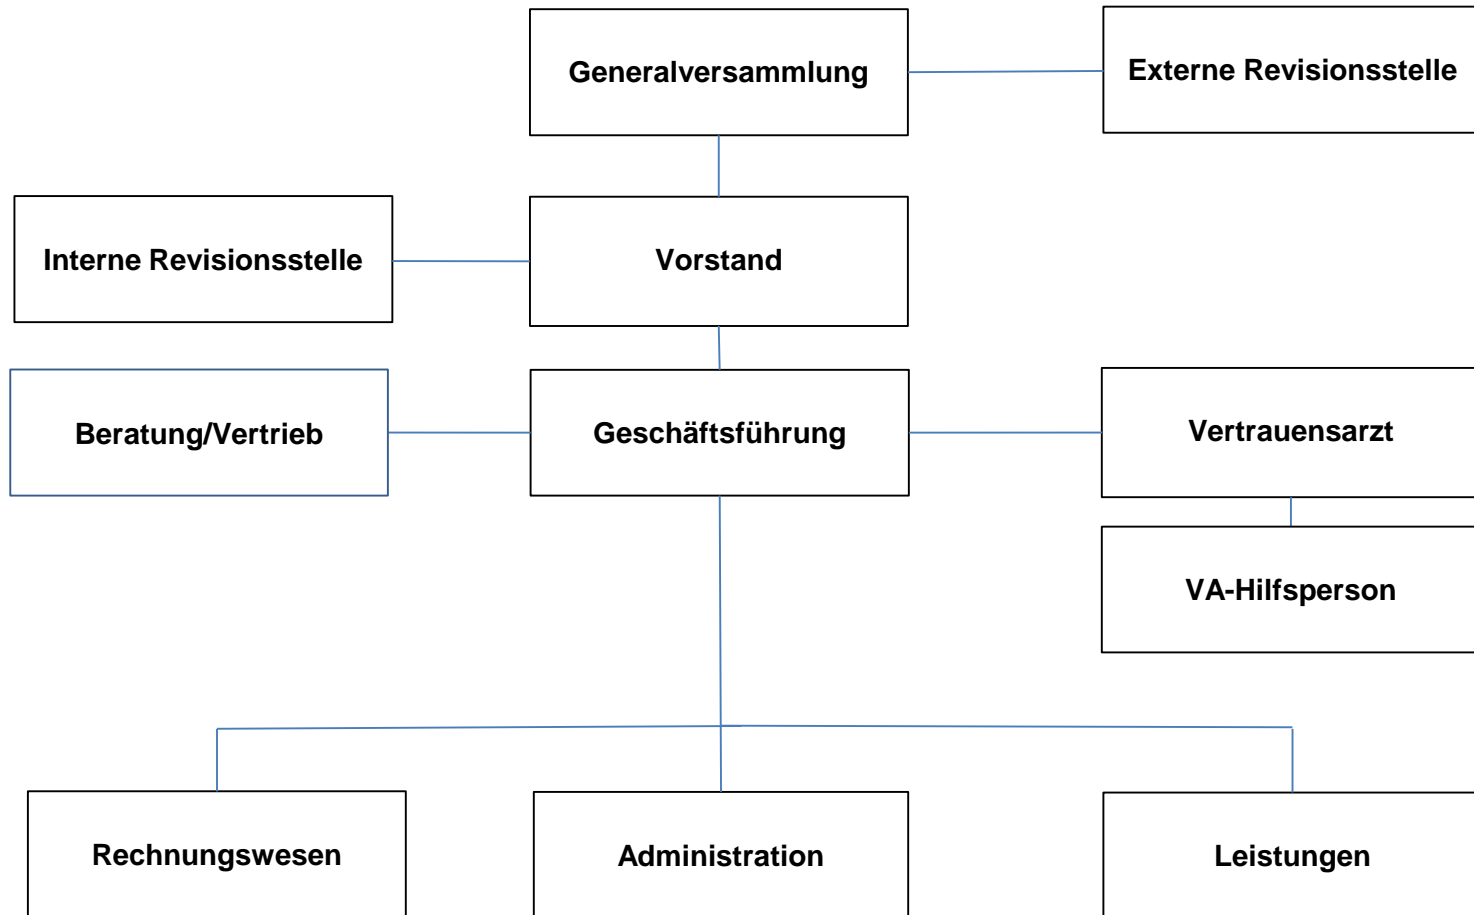 Generalversammlung
Externe Revisionsstelle
Interne Revisionsstelle
Vorstand
Beratung/Vertrieb
Geschäftsführung
Vertrauensarzt
VA-Hilfsperson
Rechnungswesen
Administration
Leistungen